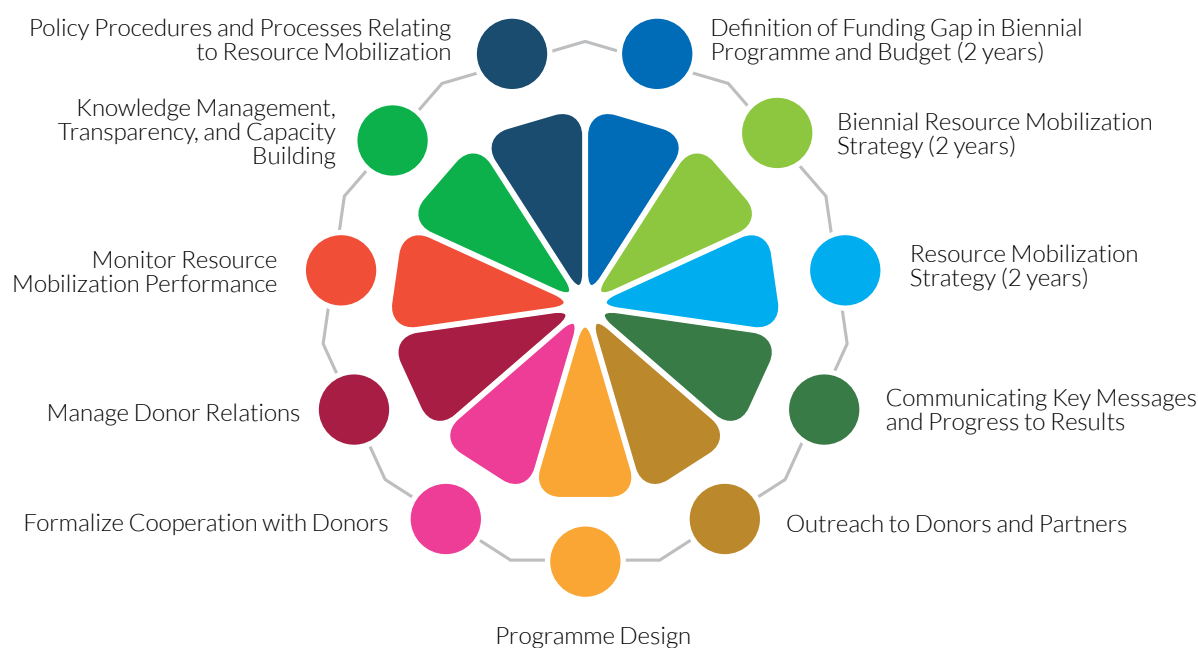 Policy Procedures and Processes Relating
to Resource Mobilization
Definition of Funding Gap in Biennial
Programme and Budget (2 years)
Knowledge Management,
Transparency, and Capacity
Building
Biennial Resource Mobilization
Strategy (2 years)
Monitor Resource
Mobilization Performance
Resource Mobilization
Strategy (2 years)
Manage Donor Relations
Communicating Key Messages
and Progress to Results
Formalize Cooperation with Donors
Outreach to Donors and Partners
Programme Design